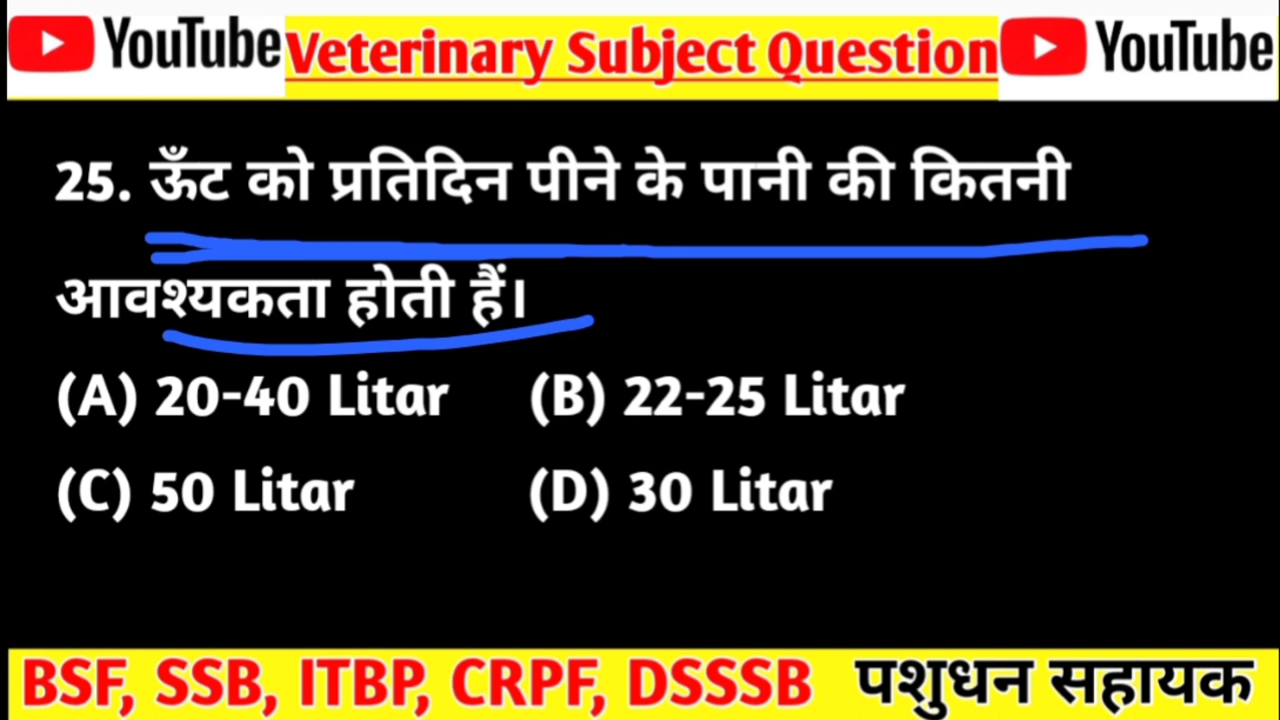 YouTube Veterinary Subject Question YouTube
25. ऊँट को प्रतिदिन पीने के पानी की कितनी
आवश्यकता होती हैं।
(A) 20-40 Litar (B) 22-25 Litar
(C) 50 Litar (D) 30 Litar
BSF, SSB, ITBP, CRPF, DSSSB पशुधन सहायक